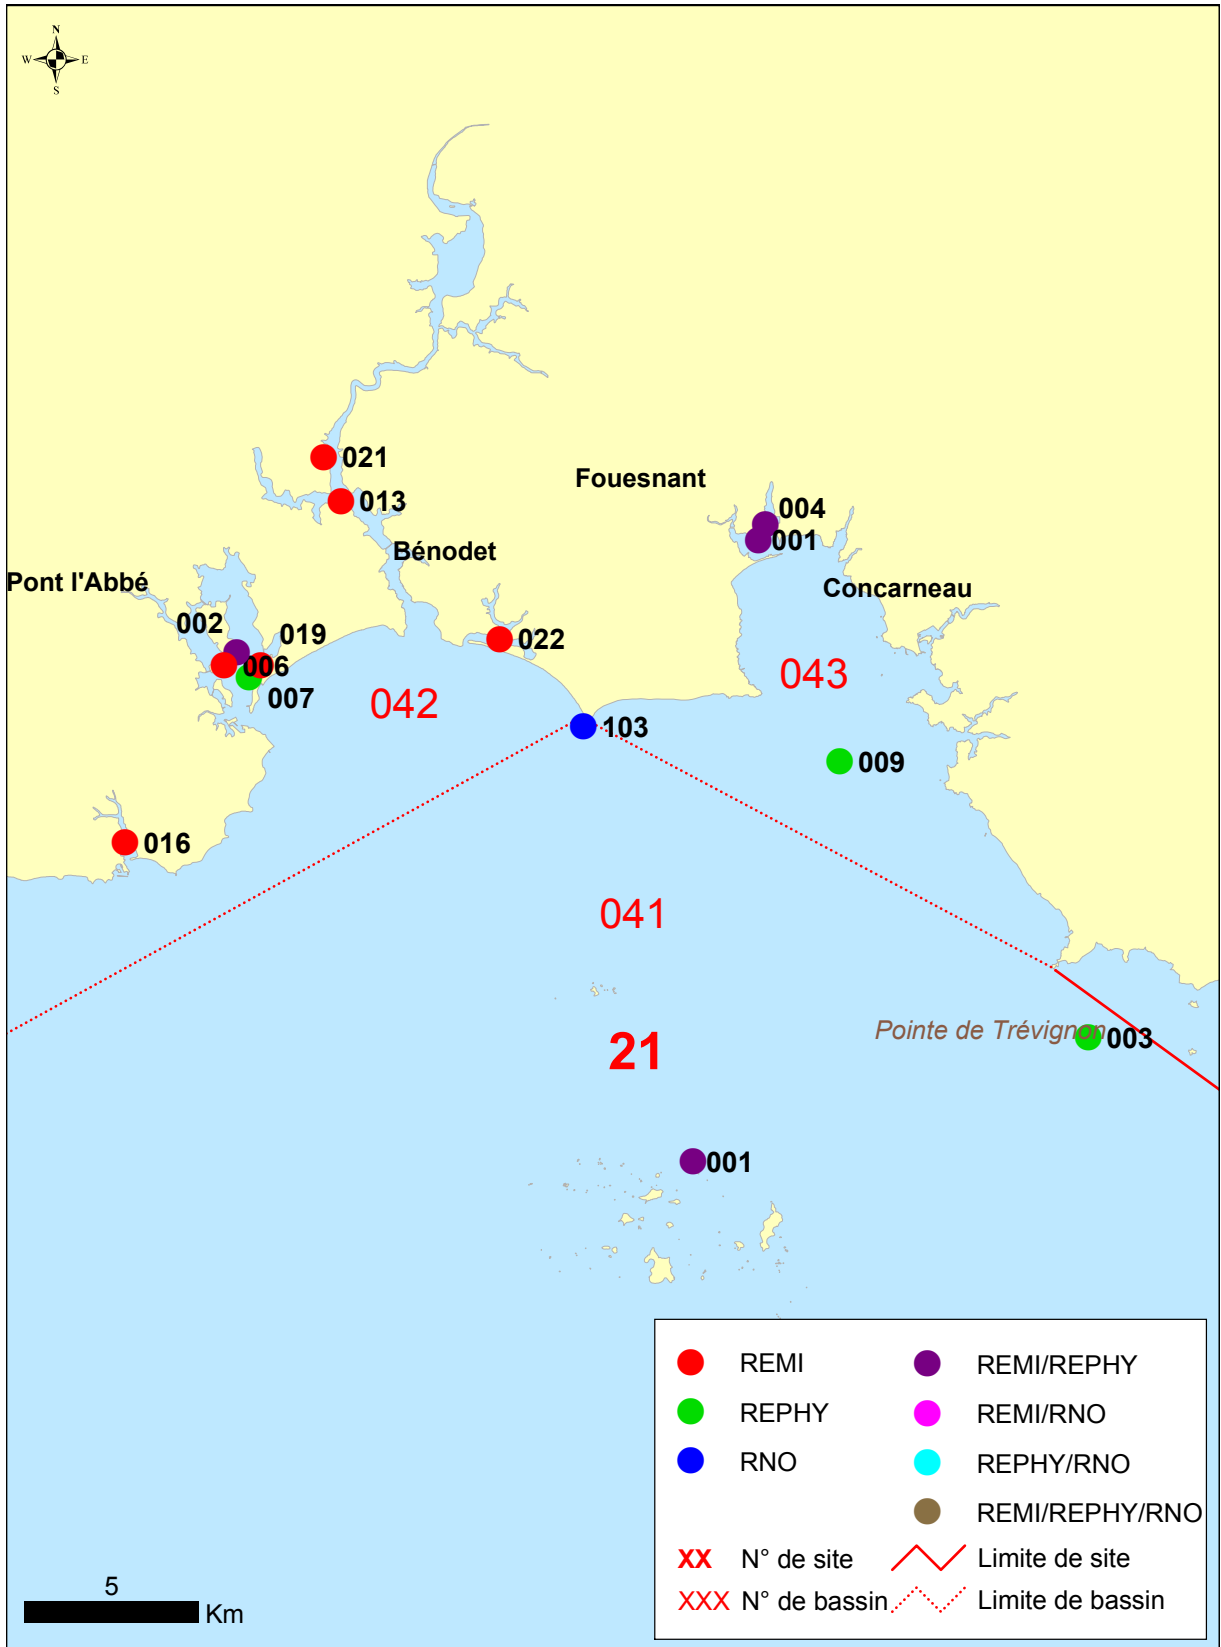 N
W E
S
021
Fouesnant
013
004
001
Bénodet
Pont l'Abbé
Concarneau
002
019
022
006
043
007
042
103
009
016
041
Pointe de Trévignon
003
21
001
REMI
REMI/REPHY
REPHY
REMI/RNO
RNO
REPHY/RNO
REMI/REPHY/RNO
XX N° de site
Limite de site
XXX N° de bassin
Limite de bassin
5
Km